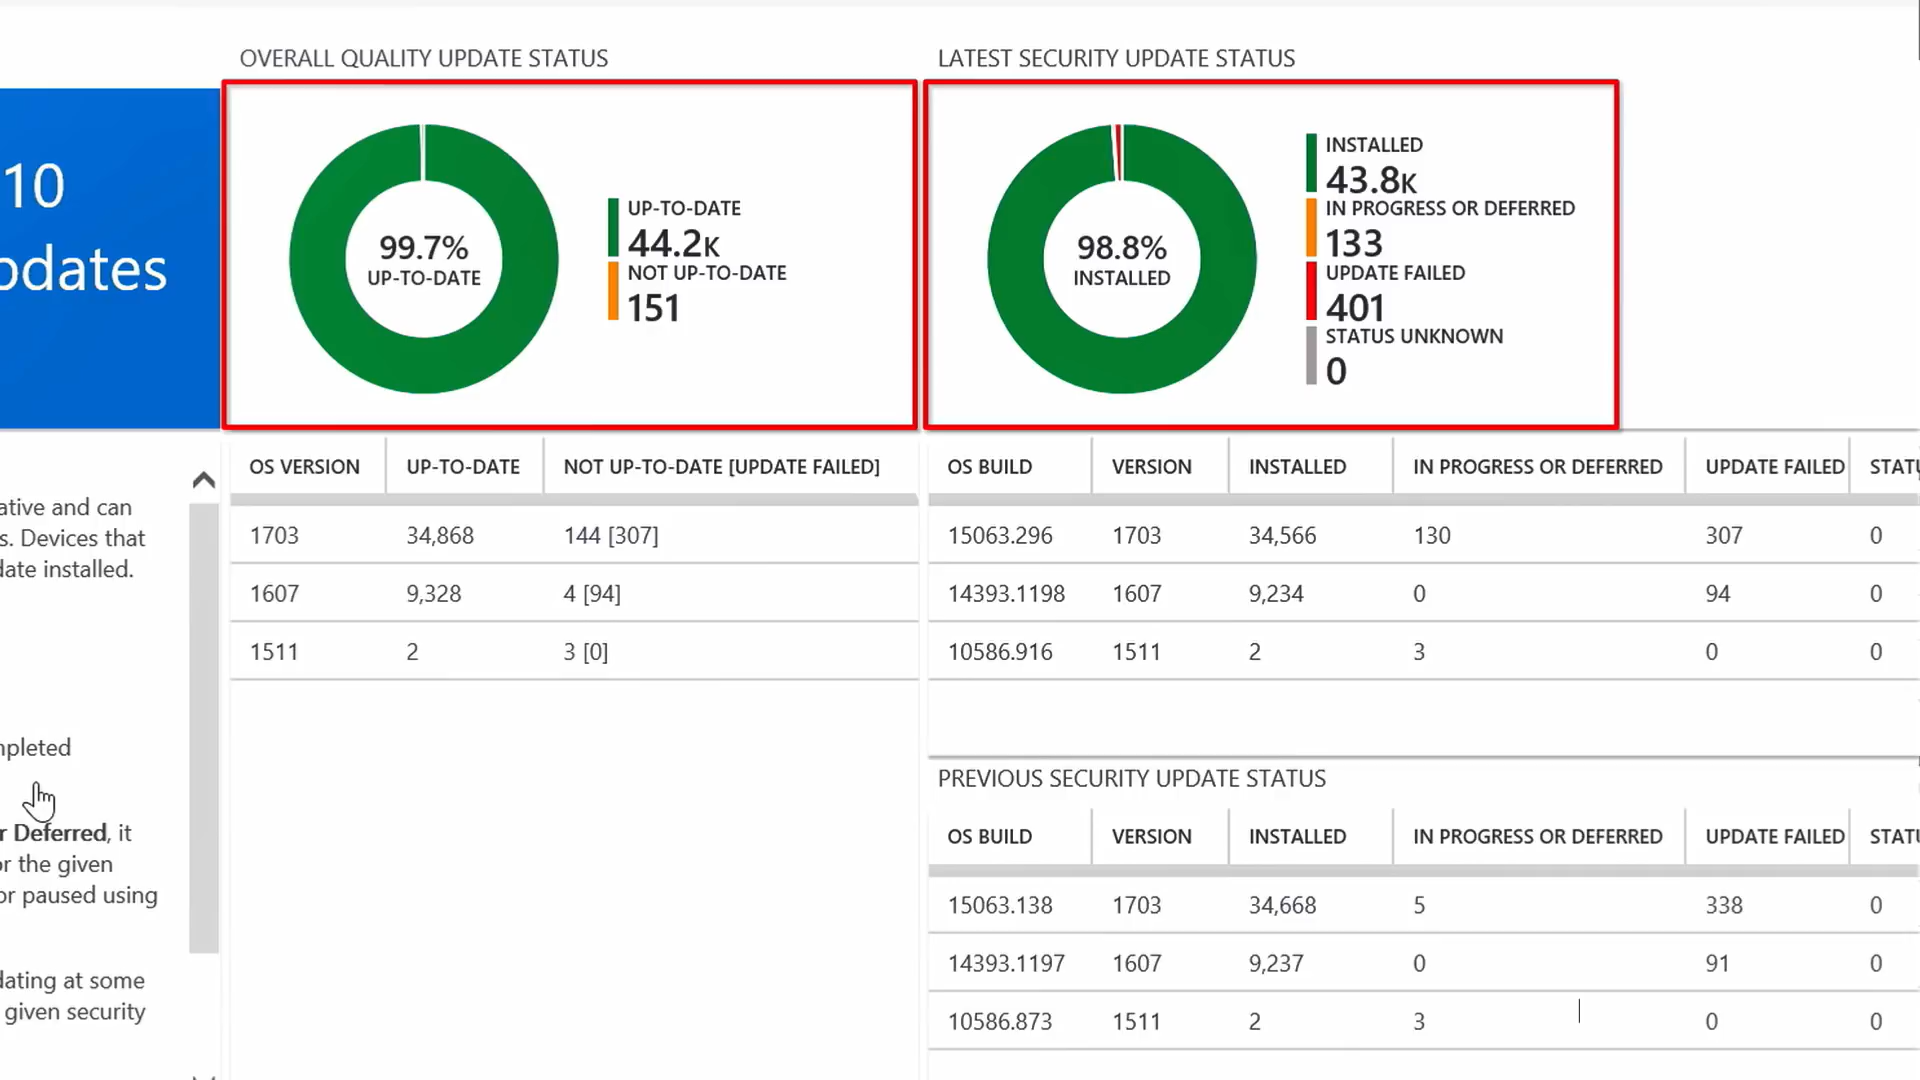 OVERALL QUALITY UPDATE STATUS
LATEST SECURITY UPDATE STATUS
10
pdates
99.7%
UP-TO-DATE
UP-TO-DATE
44.2K
NOT UP-TO-DATE
151
98.8%
INSTALLED
INSTALLED
43.8K
IN PROGRESS OR DEFERRED
133
UPDATE FAILED
401
STATUS UNKNOWN
0
ative and can
s. Devices that
date installed.
mpleted
r Deferred, it
or the given
or paused using
dating at some
given security
OS VERSION UP-TO-DATE NOT UP-TO-DATE [UPDATE FAILED]
1703 34,868 144 [307]
1607 9,328 4 [94]
1511 2 3 [0]
OS BUILD VERSION INSTALLED IN PROGRESS OR DEFERRED UPDATE FAILED STATU
15063.296 1703 34,566 130 307 0
14393.1198 1607 9,234 0 94 0
10586.916 1511 2 3 0 0
PREVIOUS SECURITY UPDATE STATUS
OS BUILD VERSION INSTALLED IN PROGRESS OR DEFERRED UPDATE FAILED STATU
15063.138 1703 34,668 5 338 0
14393.1197 1607 9,237 0 91 0
10586.873 1511 2 3 0 0